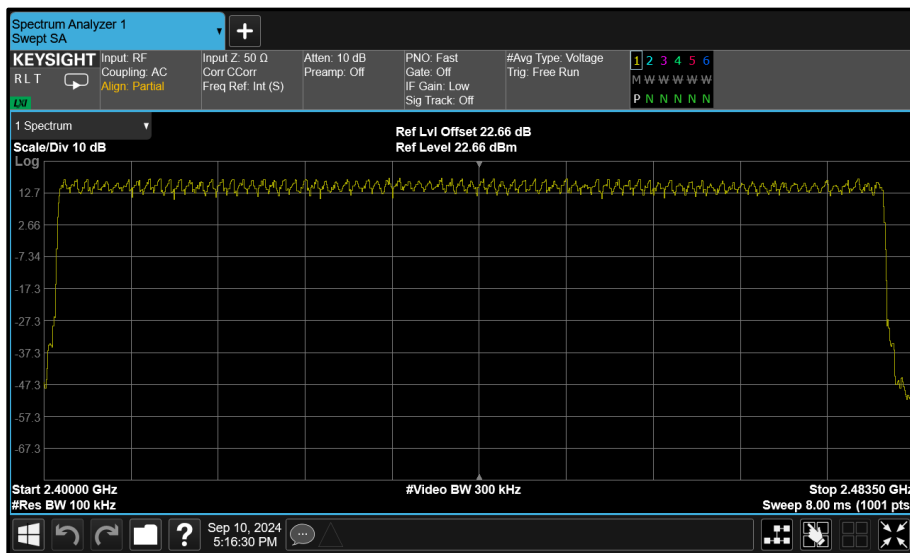 Spectrum Analyzer 1
Swept SA
+
KEYSIGHT
R L T
LXI
Input: RF
Coupling: AC
Align: Partial
Input Z: 50 Ω
Corr CCorr
Freq Ref: Int (S)
Atten: 10 dB
Preamp: Off
PNO: Fast
Gate: Off
IF Gain: Low
Sig Track: Off
#Avg Type: Voltage
Trig: Free Run
1 2 3 4 5 6
M W W W W W
P N N N N N
1 Spectrum
Scale/Div 10 dB
Ref Lvl Offset 22.66 dB
Ref Level 22.66 dBm
Log
12.7
2.66
-7.34
-17.3
-27.3
-37.3
-47.3
-57.3
-67.3
Start 2.40000 GHz
#Video BW 300 kHz
Stop 2.48350 GHz
#Res BW 100 kHz
Sweep 8.00 ms (1001 pts
?
Sep 10, 2024
5:16:30 PM